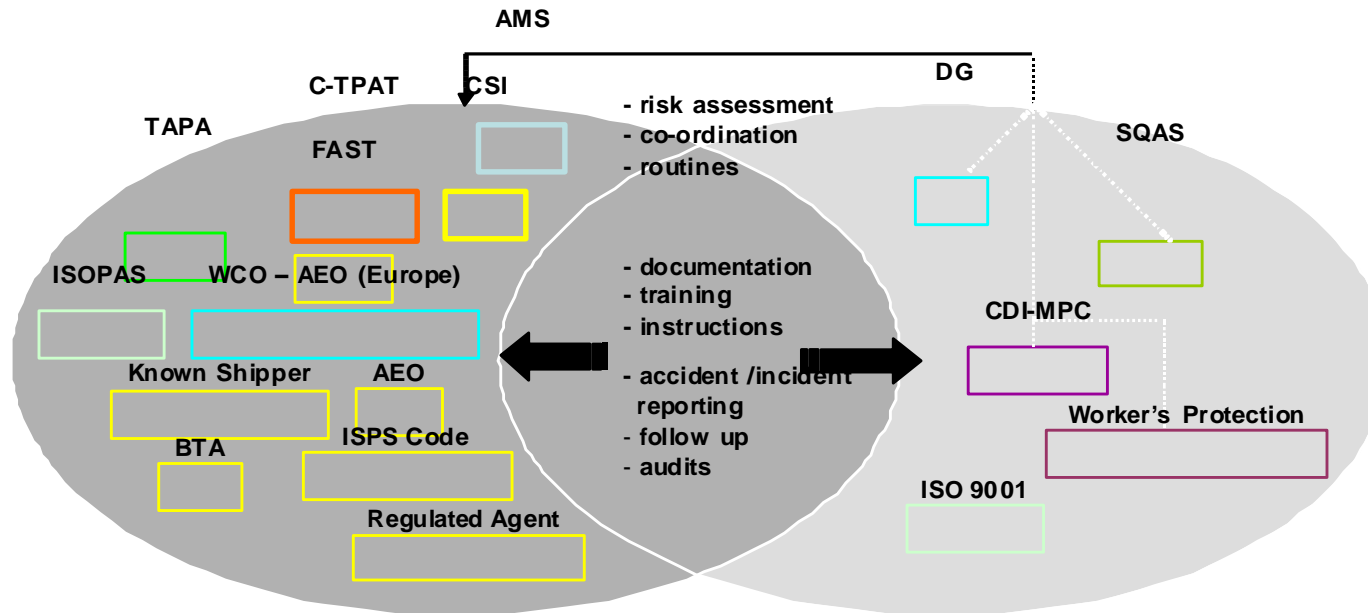 AMS
DG
C-TPAT
CSI
- risk assessment
- co-ordination
- routines
TAPA
FAST
SQAS
ISOPAS
WCO – AEO (Europe)
- documentation
- training
- instructions
CDI-MPC
Known Shipper
AEO
- accident /incident
reporting
- follow up
- audits
Worker's Protection
BTA
ISPS Code
ISO 9001
Regulated Agent